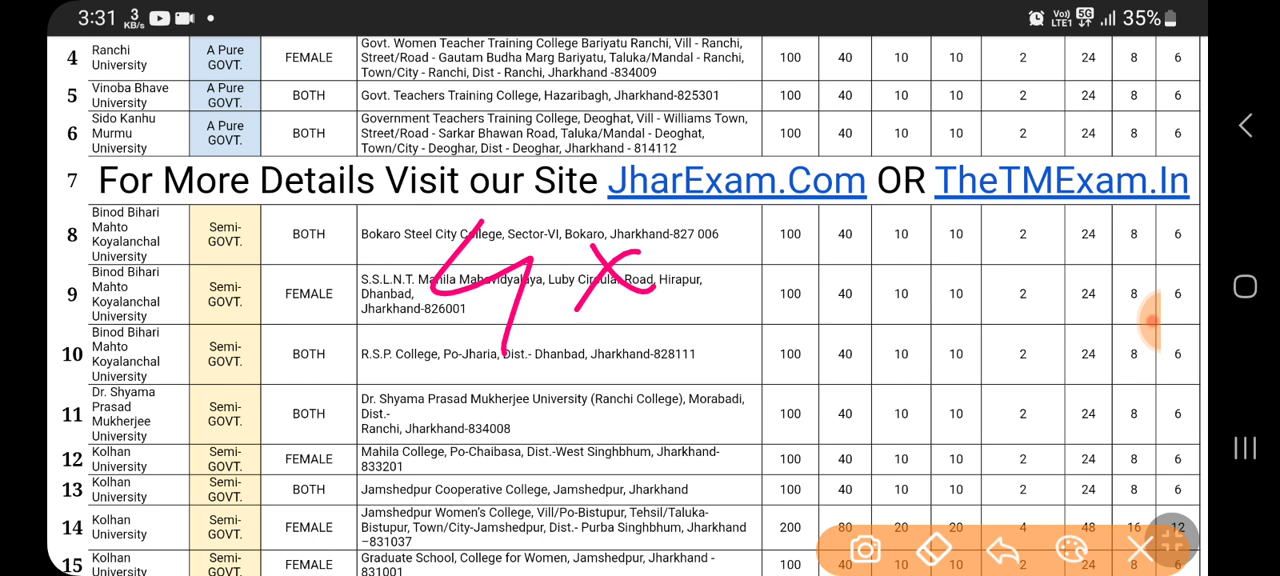 3:31 3 KB/s Vo) LTE1 5G 35%
4 Ranchi University A Pure GOVT. FEMALE Govt. Women Teacher Training College Bariyatu Ranchi, Vill - Ranchi, Street/Road - Gautam Budha Marg Bariyatu, Taluka/Mandal - Ranchi, Town/City - Ranchi, Dist - Ranchi, Jharkhand -834009 100 40 10 10 2 24 8 6
5 Vinoba Bhave University A Pure GOVT. BOTH Govt. Teachers Training College, Hazaribagh, Jharkhand-825301 100 40 10 10 2 24 8 6
6 Sido Kanhu Murmu University A Pure GOVT. BOTH Government Teachers Training College, Deoghat, Vill - Williams Town, Street/Road - Sarkar Bhawan Road, Taluka/Mandal - Deoghat, Town/City - Deoghar, Dist - Deoghar, Jharkhand - 814112 100 40 10 10 2 24 8 6
7 For More Details Visit our Site JharExam.Com OR TheTMExam.In
8 Binod Bihari Mahto Koyalanchal University Semi-GOVT. BOTH Bokaro Steel City College, Sector-VI, Bokaro, Jharkhand-827 006 100 40 10 10 2 24 8 6
9 Binod Bihari Mahto Koyalanchal University Semi-GOVT. FEMALE S.S.L.N.T. Mahila Mahavidyalaya, Luby Circular Road, Hirapur, Dhanbad, Jharkhand-826001 100 40 10 10 2 24 8 6
10 Binod Bihari Mahto Koyalanchal University Semi-GOVT. BOTH R.S.P. College, Po-Jharia, Dist.- Dhanbad, Jharkhand-828111 100 40 10 10 2 24 8 6
11 Dr. Shyama Prasad Mukherjee University Semi-GOVT. BOTH Dr. Shyama Prasad Mukherjee University (Ranchi College), Morabadi, Dist.- Ranchi, Jharkhand-834008 100 40 10 10 2 24 8 6
12 Kolhan University Semi-GOVT. FEMALE Mahila College, Po-Chaibasa, Dist.-West Singhbhum, Jharkhand-833201 100 40 10 10 2 24 8 6
13 Kolhan University Semi-GOVT. BOTH Jamshedpur Cooperative College, Jamshedpur, Jharkhand 100 40 10 10 2 24 8 6
14 Kolhan University Semi-GOVT. FEMALE Jamshedpur Women's College, Vill/Po-Bistupur, Tehsil/Taluka-Bistupur, Town/City-Jamshedpur, Dist.- Purba Singhbhum, Jharkhand –831037 200 80 20 20 4 48 16 12
15 Kolhan University Semi-GOVT. FEMALE Graduate School, College for Women, Jamshedpur, Jharkhand - 831001 100 40 10 10 2 24 8 6
4 x